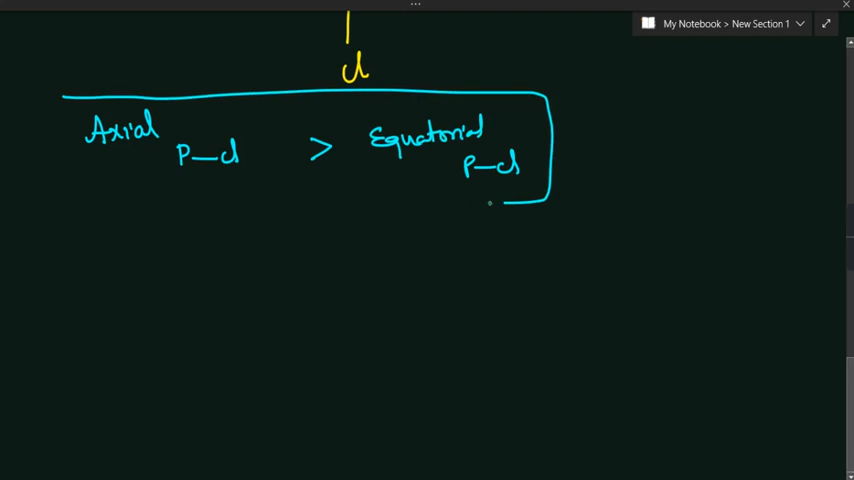 My Notebook > New Section 1
Cl
Axial > Equatorial
P—Cl P—Cl